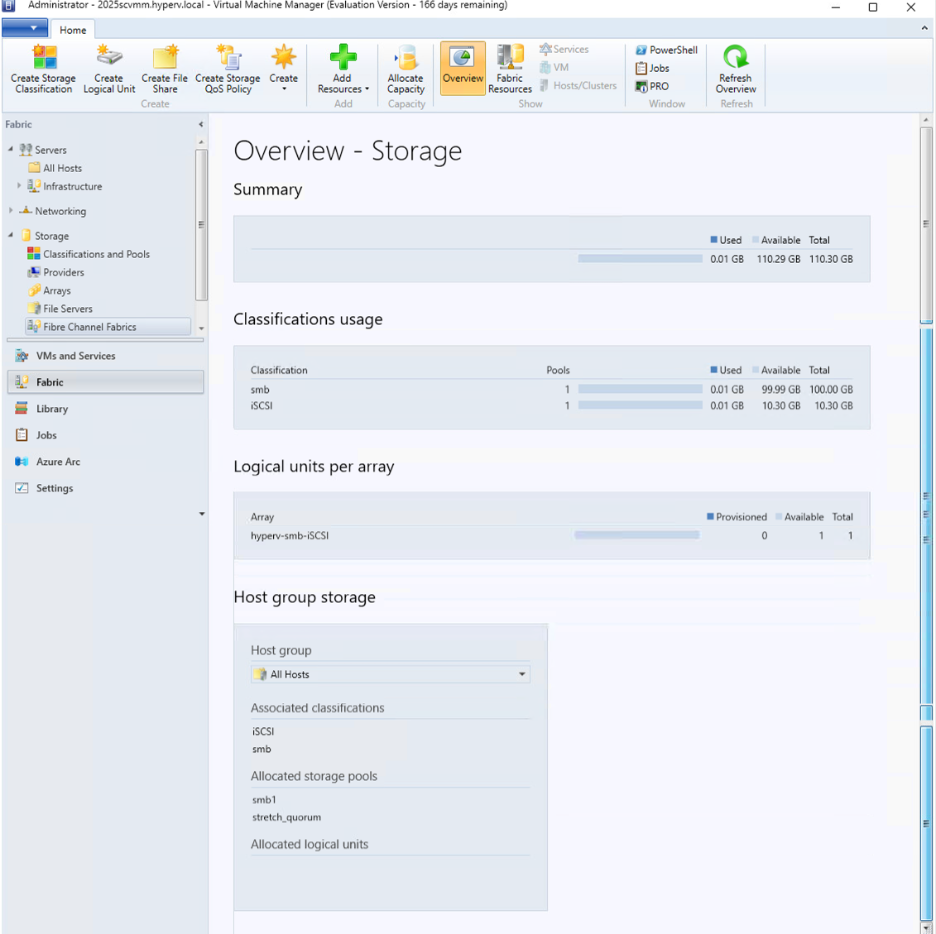 Administrator - 2025scvmm.hyperv.local - Virtual Machine Manager (Evaluation Version - 166 days remaining)
Home
Create Storage Classification
Create Logical Unit
Create File Share
Create Storage QoS Policy
Create
Create
Add Resources
Add
Allocate Capacity
Capacity
Overview
Fabric Resources
Services
VM
Hosts/Clusters
Show
PowerShell
Jobs
PRO
Window
Refresh Overview
Refresh
Fabric
Servers
All Hosts
Infrastructure
Networking
Storage
Classifications and Pools
Providers
Arrays
File Servers
Fibre Channel Fabrics
VMs and Services
Fabric
Library
Jobs
Azure Arc
Settings
Overview - Storage
Summary
Used Available Total
0.01 GB 110.29 GB 110.30 GB
Classifications usage
Classification Pools Used Available Total
smb 1 0.01 GB 99.99 GB 100.00 GB
iSCSI 1 0.01 GB 10.30 GB 10.30 GB
Logical units per array
Array Provisioned Available Total
hyperv-smb-iSCSI 0 1 1
Host group storage
Host group
All Hosts
Associated classifications
iSCSI
smb
Allocated storage pools
smb1
stretch_quorum
Allocated logical units